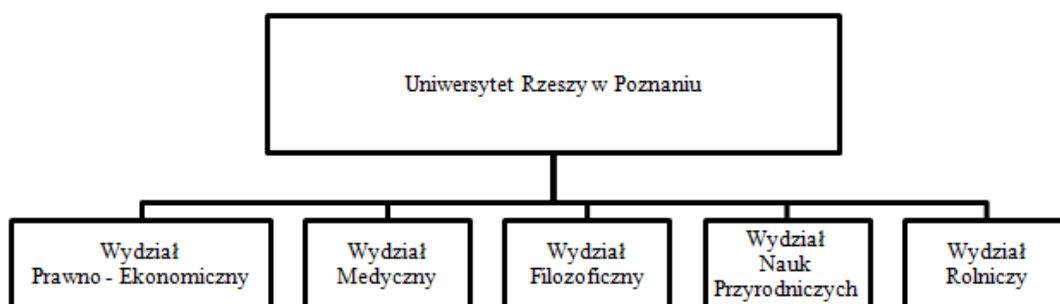 Uniwersytet Rzeszy w Poznaniu
Wydział
Prawno - Ekonomiczny
Wydział
Medyczny
Wydział
Filozoficzny
Wydział
Nauk
Przyrodniczych
Wydział
Rolniczy